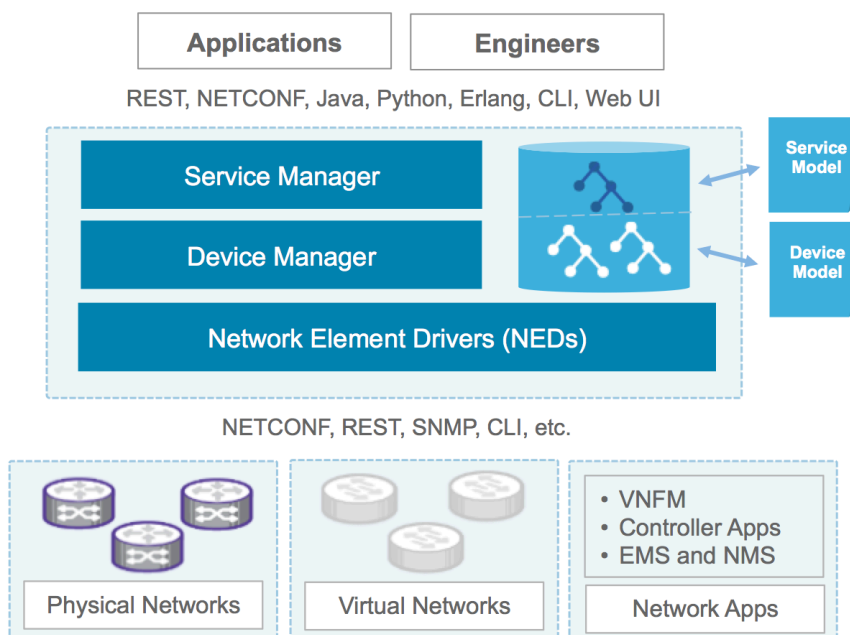 Applications
Engineers
REST, NETCONF, Java, Python, Erlang, CLI, Web UI
Service Manager
Service
Model
Device Manager
Device
Model
Network Element Drivers (NEDs)
NETCONF, REST, SNMP, CLI, etc.
Physical Networks
Virtual Networks
• VNFM
• Controller Apps
• EMS and NMS
Network Apps